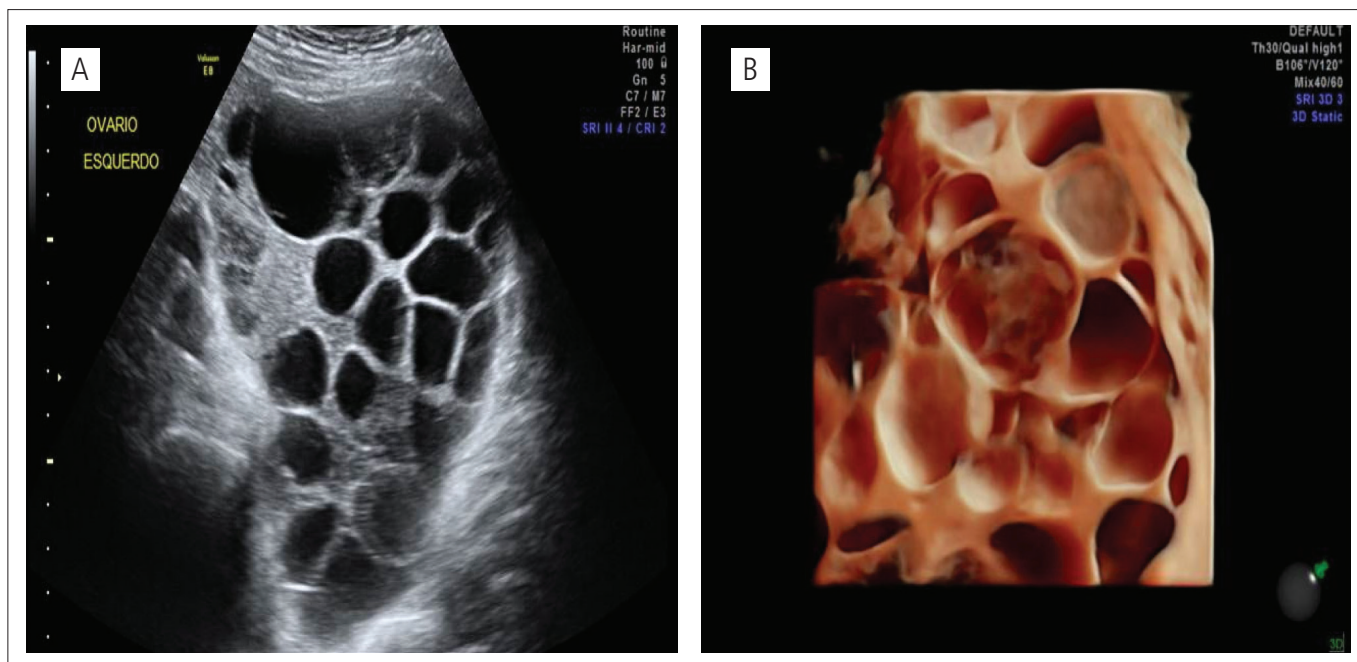 A
Voluson
E8
OVARIO
ESQUERDO
Routine
Har-mid
100
Gn 5
C7 / M7
FF2 / E3
SRI II 4 / CRI 2
B
DEFAULT
Th30/Qual high1
B106°/V120°
Mix40/60
SRI 3D 3
3D Static
3D